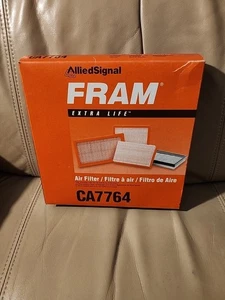 AlliedSignal
FRAM
EXTRA LIFE
Air Filter / Filtre à air / Filtro de Aire
CA7764